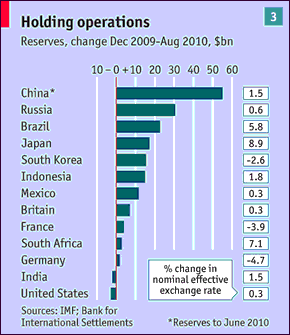 Holding operations
3
Reserves, change Dec 2009-Aug 2010, $bn
10 – 0 + 10 20 30 40 50 60
China* 1.5
Russia 0.6
Brazil 5.8
Japan 8.9
South Korea -2.6
Indonesia 1.8
Mexico 0.3
Britain 0.3
France -3.9
South Africa 7.1
Germany -4.7
India 1.5
United States 0.3
% change in
nominal effective
exchange rate
Sources: IMF; Bank for
International Settlements
*Reserves to June 2010